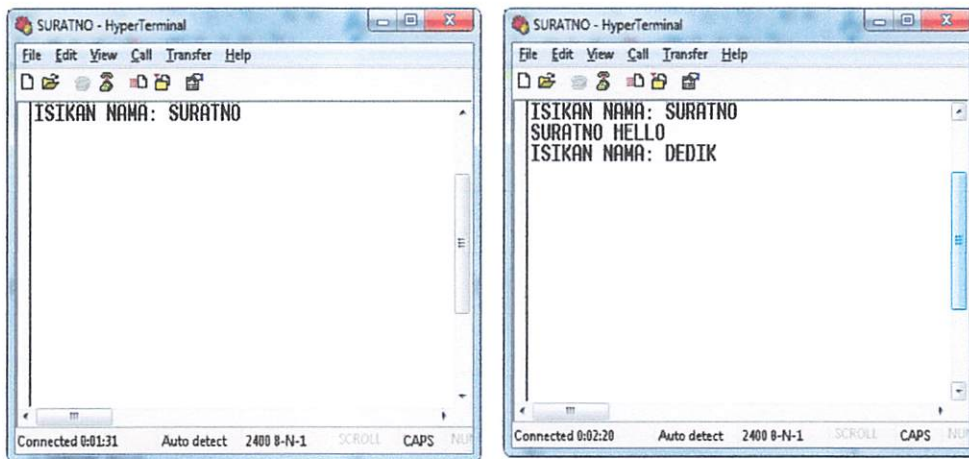 SURATNO - HyperTerminal
File Edit View Call Transfer Help
ISIKAN NAMA: SURATNO
Connected 0:01:31 Auto detect 2400 8-N-1 SCROLL CAPS NUM
SURATNO - HyperTerminal
File Edit View Call Transfer Help
ISIKAN NAMA: SURATNO
SURATNO HELLO
ISIKAN NAMA: DEDIK
Connected 0:02:20 Auto detect 2400 8-N-1 SCROLL CAPS NUM